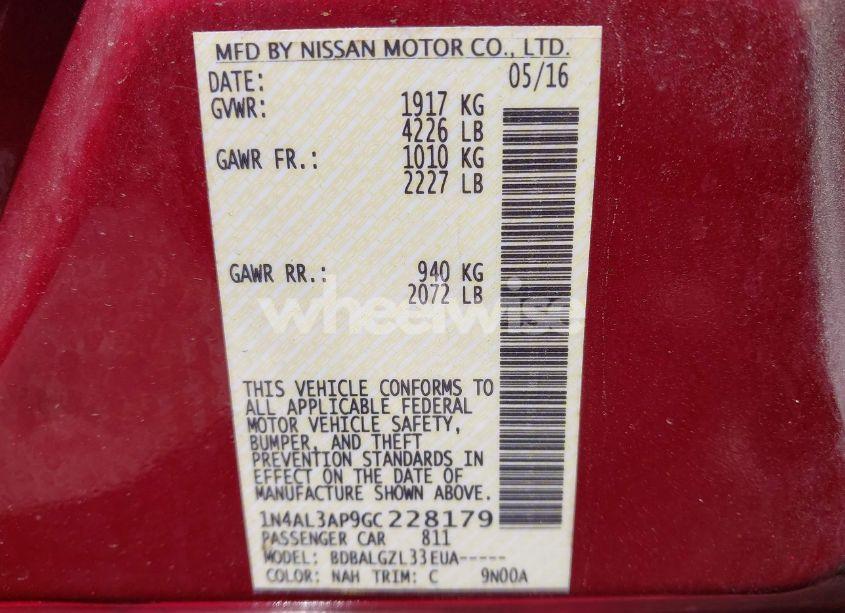 MFD BY NISSAN MOTOR CO., LTD.
DATE: 05/16
GVWR: 1917 KG
4226 LB
GAWR FR.: 1010 KG
2227 LB
GAWR RR.: 940 KG
2072 LB
wheelwise
THIS VEHICLE CONFORMS TO
ALL APPLICABLE FEDERAL
MOTOR VEHICLE SAFETY,
BUMPER, AND THEFT
PREVENTION STANDARDS IN
EFFECT ON THE DATE OF
MANUFACTURE SHOWN ABOVE.
1N4AL3AP9GC228179
PASSENGER CAR 811
MODEL: BDBALGZL33EUA-----
COLOR: NAH TRIM: C 9N00A